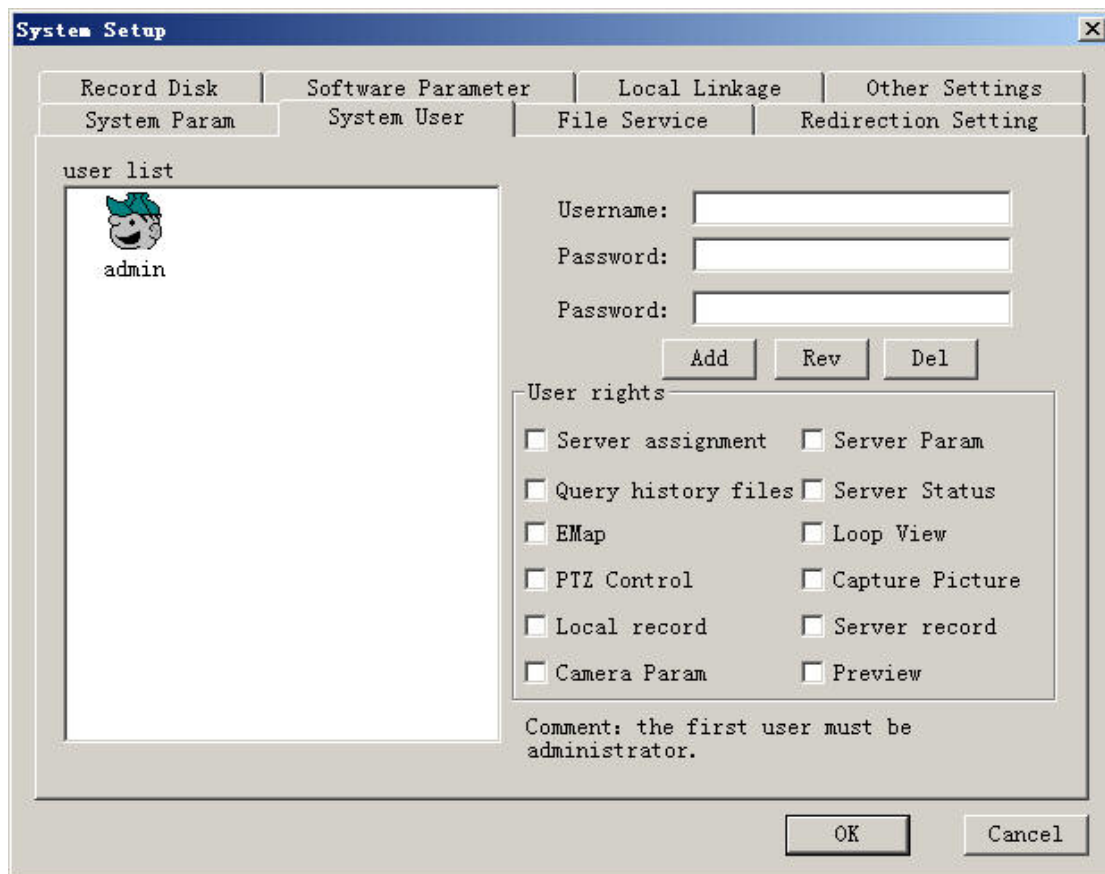 System Setup
Record Disk Software Parameter Local Linkage Other Settings
System Param System User File Service Redirection Setting
user list
admin
Username:
Password:
Password:
Add Rev Del
User rights
Server assignment Server Param
Query history files Server Status
EMap Loop View
PTZ Control Capture Picture
Local record Server record
Camera Param Preview
Comment: the first user must be
administrator.
OK Cancel